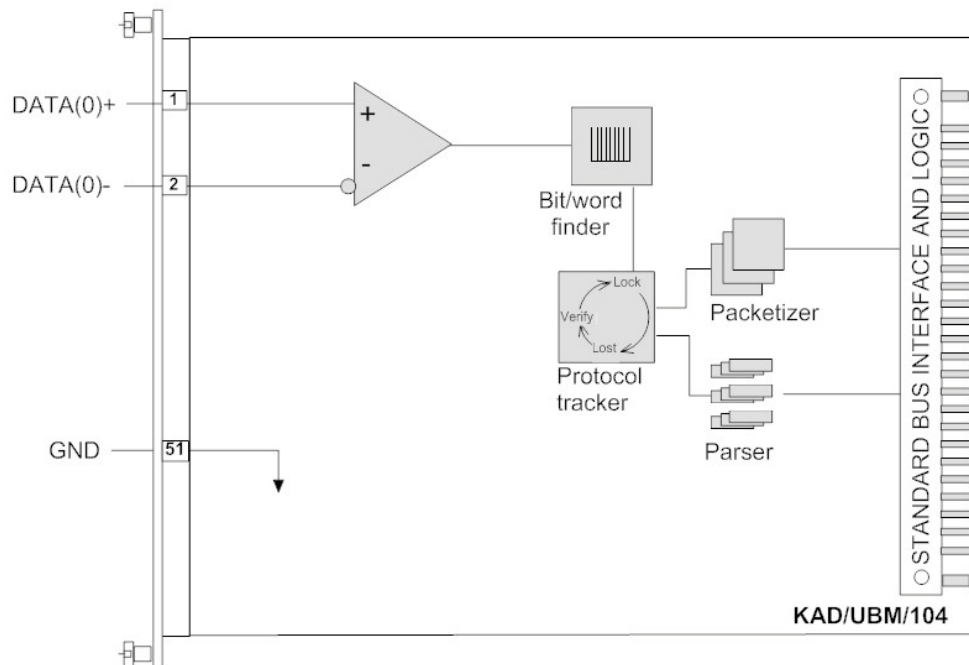 DATA(0)+
1
+
-
DATA(0)-
2
Bit/word
finder
Lock
Verify
Lost
Protocol
tracker
Packetizer
Parser
GND
51
STANDARD BUS INTERFACE AND LOGIC
KAD/UBM/104